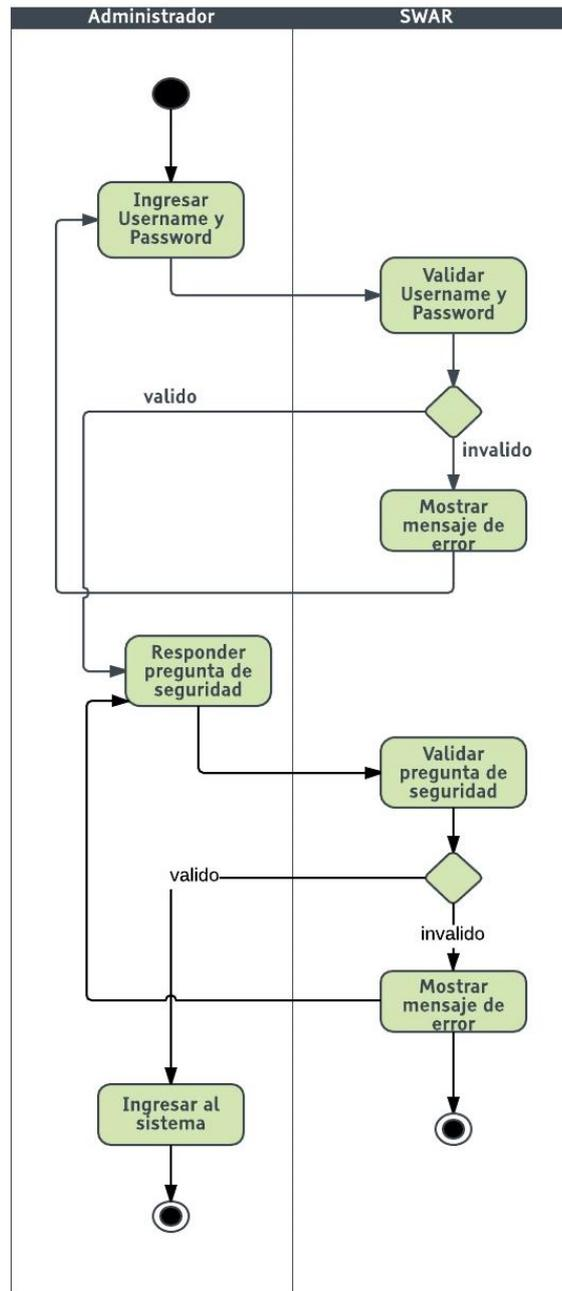 Administrador
SWAR
Ingresar
Username y
Password
Validar
Username y
Password
valido
invalido
Mostrar
mensaje de
error
Responder
pregunta de
seguridad
Validar
pregunta de
seguridad
valido
invalido
Mostrar
mensaje de
error
Ingresar al
sistema